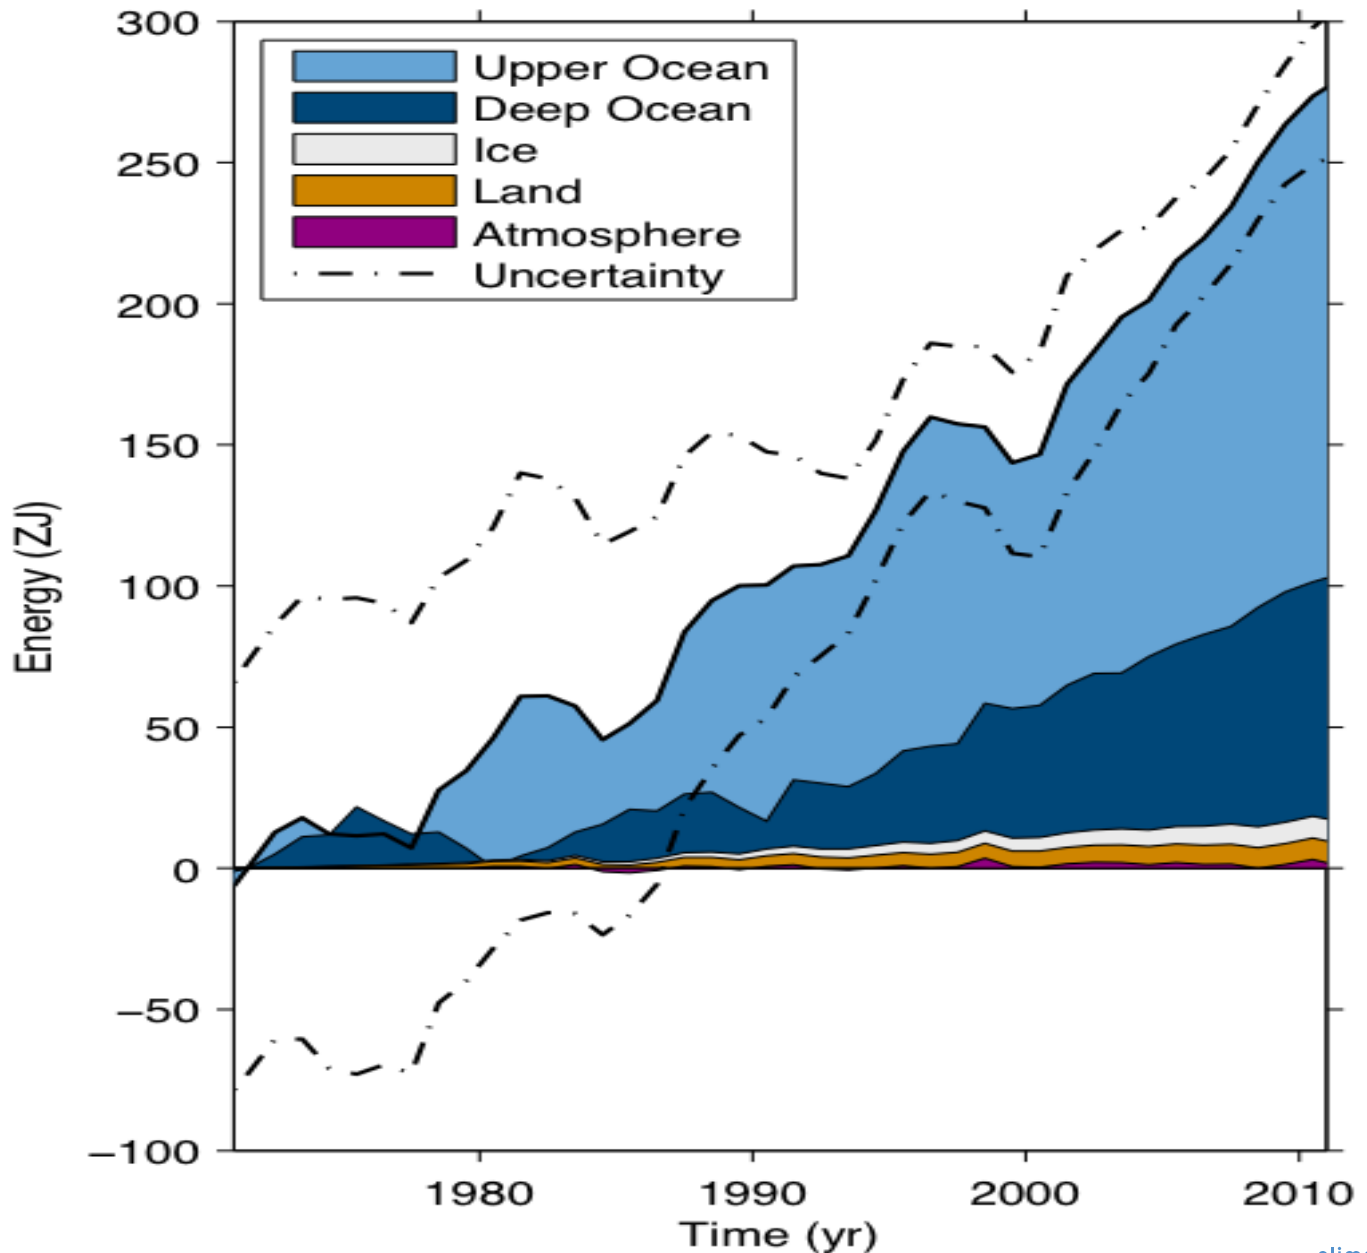 300
250
200
150
100
50
0
−50
−100
Energy (ZJ)
Upper Ocean
Deep Ocean
Ice
Land
Atmosphere
Uncertainty
1980 1990 2000 2010
Time (yr)